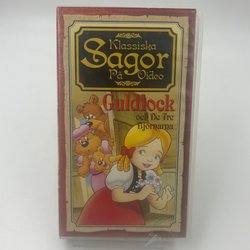 Klassiska
Sagor
På Video
Guldlock
och De Tre
Björnarna